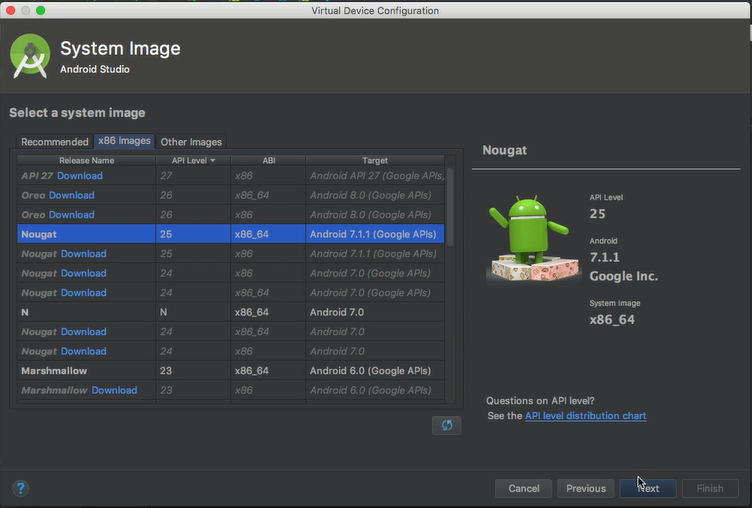 Virtual Device Configuration
System Image
Android Studio
Select a system image
Recommended x86 Images Other Images
Release Name API Level ABI Target
API 27 Download 27 x86 Android API 27 (Google APIs,
Oreo Download 26 x86_64 Android 8.0 (Google APIs)
Oreo Download 26 x86 Android 8.0 (Google APIs)
Nougat 25 x86_64 Android 7.1.1 (Google APIs)
Nougat Download 25 x86 Android 7.1.1 (Google APIs)
Nougat Download 24 x86 Android 7.0 (Google APIs)
Nougat Download 24 x86_64 Android 7.0 (Google APIs)
N N x86_64 Android 7.0
Nougat Download 24 x86_64 Android 7.0
Nougat Download 24 x86 Android 7.0
Marshmallow 23 x86_64 Android 6.0 (Google APIs)
Marshmallow Download 23 x86 Android 6.0 (Google APIs)
Nougat
API Level
25
Android
7.1.1
Google Inc.
System Image
x86_64
Questions on API level?
See the API level distribution chart
? Cancel Previous Next Finish